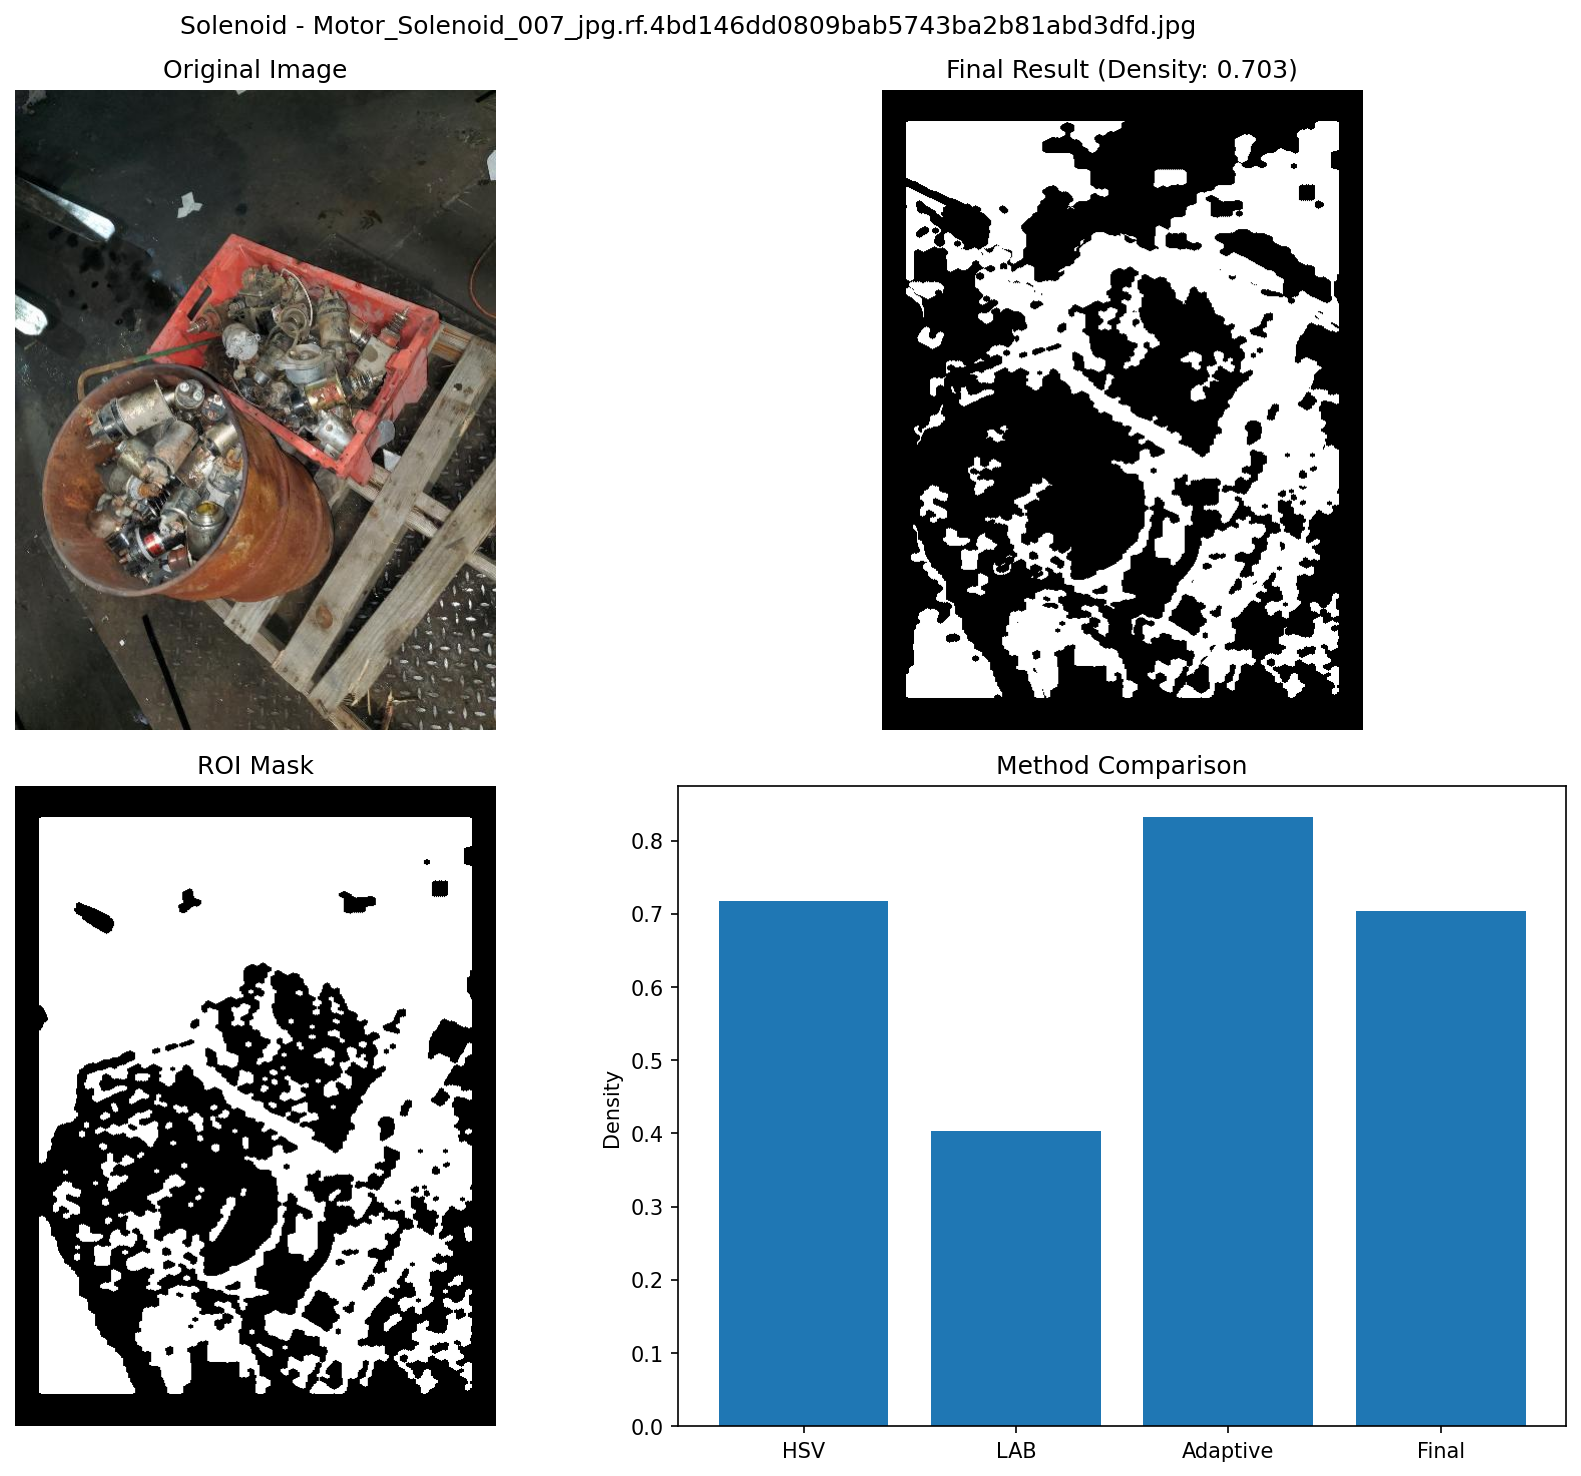 Solenoid - Motor_Solenoid_007_jpg.rf.4bd146dd0809bab5743ba2b81abd3dfd.jpg
Original Image
Final Result (Density: 0.703)
ROI Mask
Method Comparison
Density
0.8
0.7
0.6
0.5
0.4
0.3
0.2
0.1
0.0
HSV
LAB
Adaptive
Final